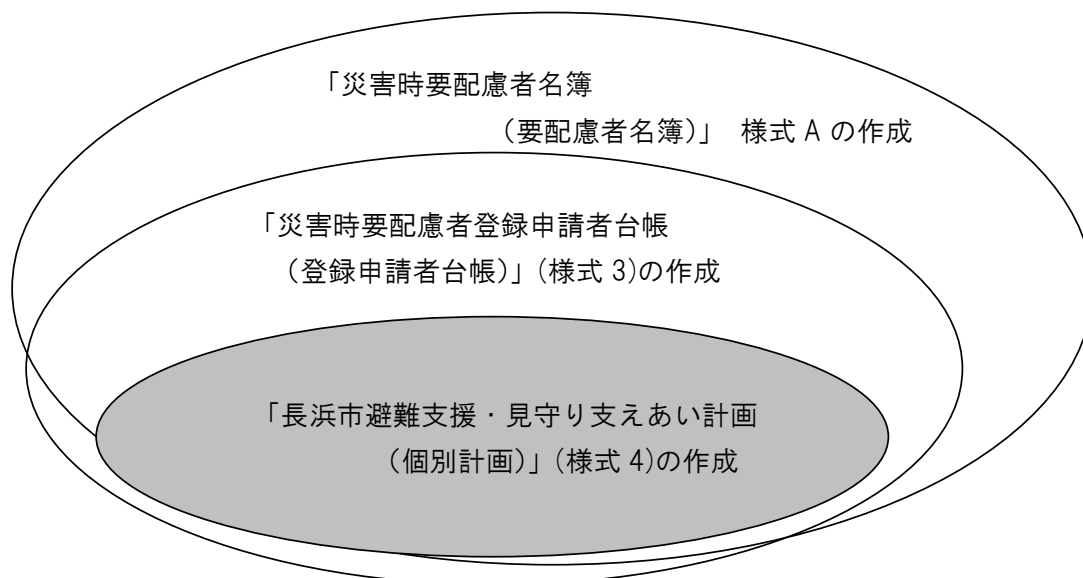 「災害時要配慮者名簿
(要配慮者名簿)」 様式 A の作成
「災害時要配慮者登録申請者台帳
(登録申請者台帳)」(様式 3)の作成
「長浜市避難支援・見守り支えあい計画
(個別計画)」(様式 4)の作成